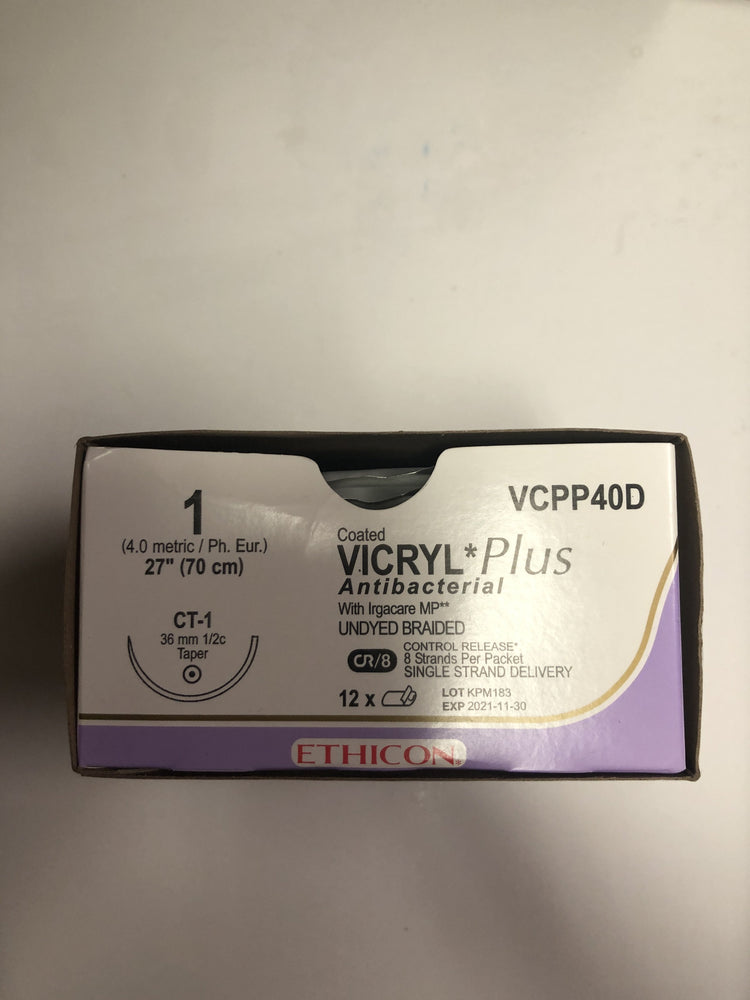 VCPP40D
1
(4.0 metric / Ph. Eur.)
27" (70 cm)
CT-1
36 mm 1/2c
Taper
Coated
VICRYL* Plus
Antibacterial
With Irgacare MP**
UNDYED BRAIDED
CR/8
CONTROL RELEASE*
8 Strands Per Packet
SINGLE STRAND DELIVERY
12 x
LOT KPM183
EXP 2021-11-30
ETHICON